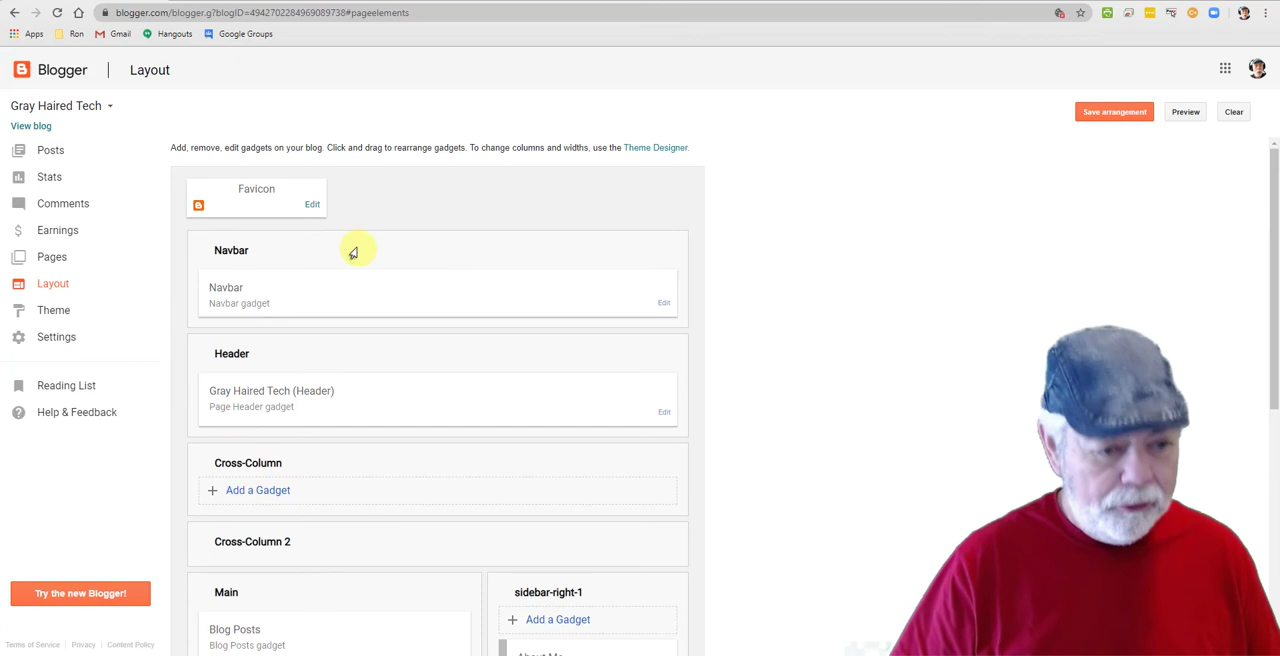 blogger.com/blogger.g?blogID=4942702284969089738#pageelements
Apps Ron Gmail Hangouts Google Groups
Blogger Layout
Gray Haired Tech
Save arrangement Preview Clear
View blog
Add, remove, edit gadgets on your blog. Click and drag to rearrange gadgets. To change columns and widths, use the Theme Designer.
Posts
Stats
Comments
Earnings
Pages
Layout
Theme
Settings
Reading List
Help & Feedback
Try the new Blogger!
Terms of Service Privacy Content Policy
Favicon
Edit
Navbar
Navbar
Navbar gadget
Edit
Header
Gray Haired Tech (Header)
Page Header gadget
Edit
Cross-Column
+ Add a Gadget
Cross-Column 2
Main
Blog Posts
Blog Posts gadget
sidebar-right-1
+ Add a Gadget
About Me